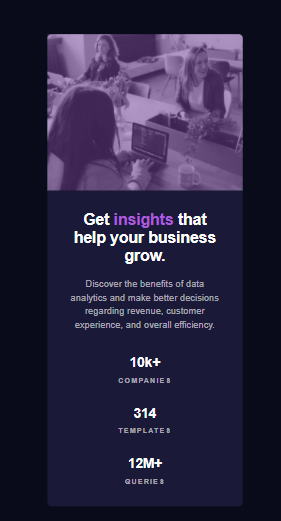 Get insights that
help your business
grow.
Discover the benefits of data
analytics and make better decisions
regarding revenue, customer
experience, and overall efficiency.
10k+
COMPANIES
314
TEMPLATES
12M+
QUERIES